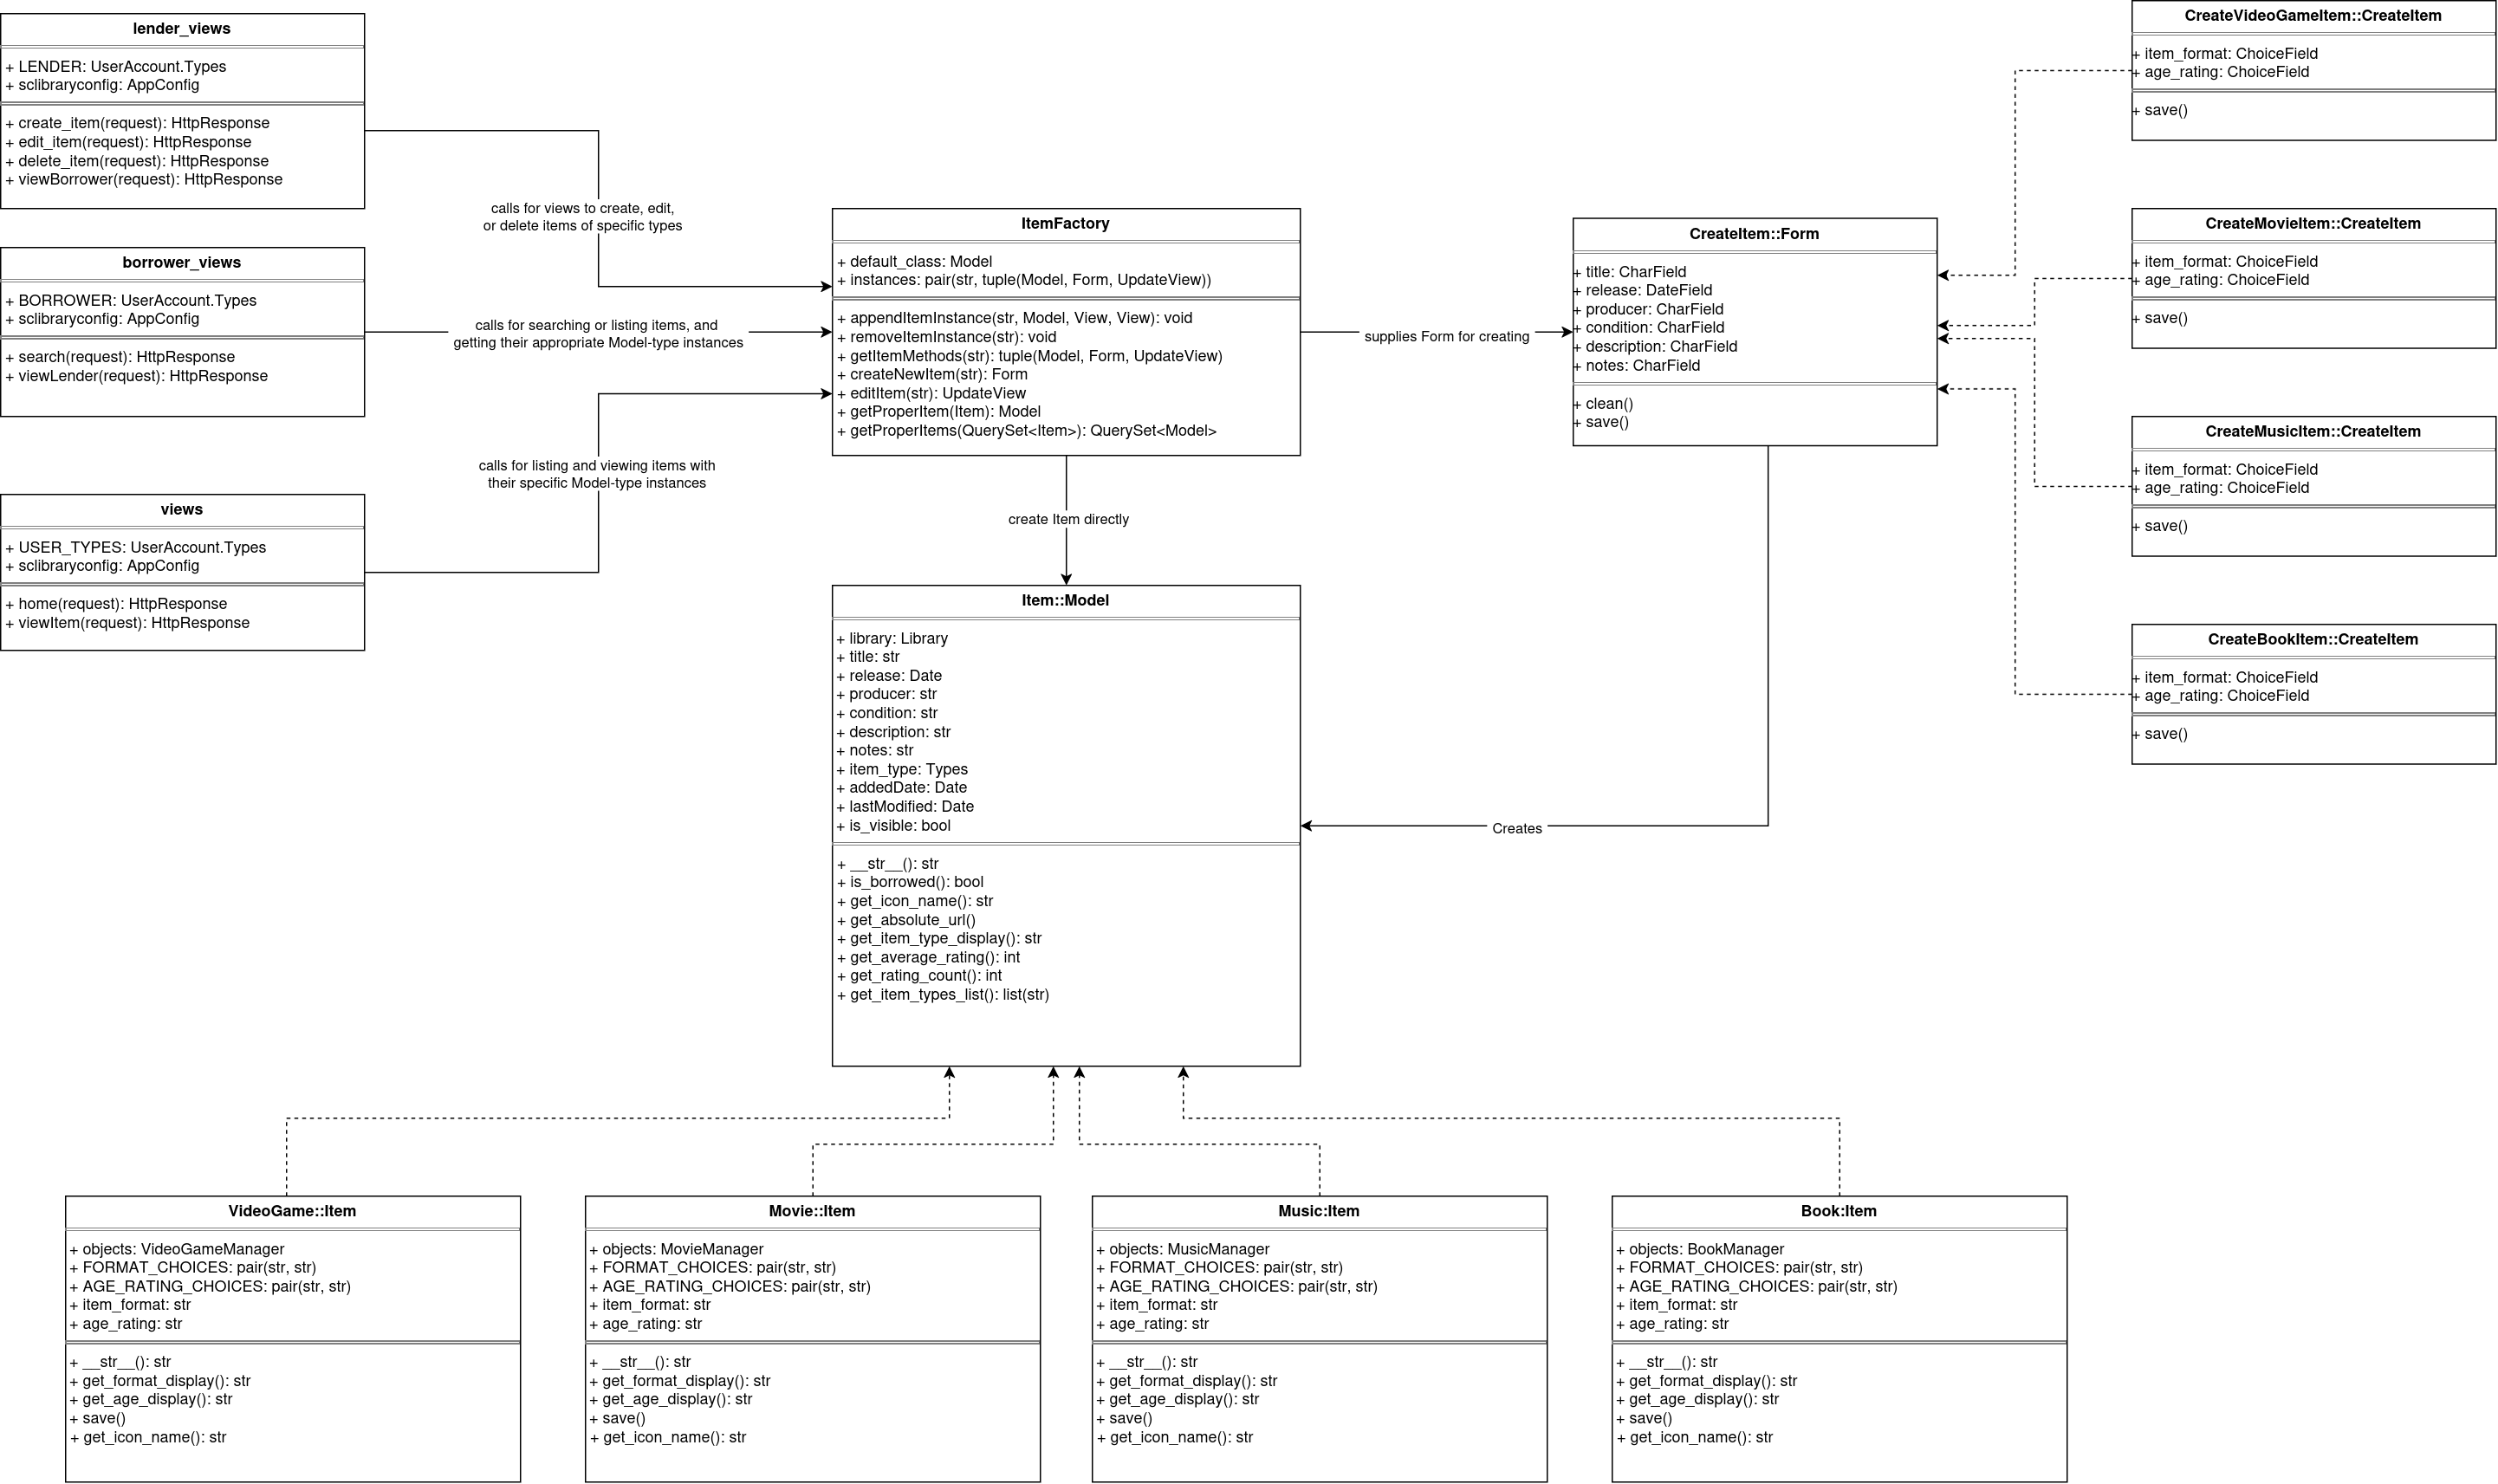 lender_views
+ LENDER: UserAccount.Types
+ sclibraryconfig: AppConfig
+ create_item(request): HttpResponse
+ edit_item(request): HttpResponse
+ delete_item(request): HttpResponse
+ viewBorrower(request): HttpResponse
borrower_views
+ BORROWER: UserAccount.Types
+ sclibraryconfig: AppConfig
+ search(request): HttpResponse
+ viewLender(request): HttpResponse
views
+ USER_TYPES: UserAccount.Types
+ sclibraryconfig: AppConfig
+ home(request): HttpResponse
+ viewItem(request): HttpResponse
calls for views to create, edit,
or delete items of specific types
calls for searching or listing items, and
getting their appropriate Model-type instances
calls for listing and viewing items with
their specific Model-type instances
ItemFactory
+ default_class: Model
+ instances: pair(str, tuple(Model, Form, UpdateView))
+ appendItemInstance(str, Model, View, View): void
+ removeItemInstance(str): void
+ getItemMethods(str): tuple(Model, Form, UpdateView)
+ createNewItem(str): Form
+ editItem(str): UpdateView
+ getProperItem(Item): Model
+ getProperItems(QuerySet<Item>): QuerySet<Model>
supplies Form for creating
create Item directly
CreateItem::Form
+ title: CharField
+ release: DateField
+ producer: CharField
+ condition: CharField
+ description: CharField
+ notes: CharField
+ clean()
+ save()
CreateVideoGameItem::CreateItem
+ item_format: ChoiceField
+ age_rating: ChoiceField
+ save()
CreateMovieItem::CreateItem
+ item_format: ChoiceField
+ age_rating: ChoiceField
+ save()
CreateMusicItem::CreateItem
+ item_format: ChoiceField
+ age_rating: ChoiceField
+ save()
CreateBookItem::CreateItem
+ item_format: ChoiceField
+ age_rating: ChoiceField
+ save()
Item::Model
+ library: Library
+ title: str
+ release: Date
+ producer: str
+ condition: str
+ description: str
+ notes: str
+ item_type: Types
+ addedDate: Date
+ lastModified: Date
+ is_visible: bool
+ __str__(): str
+ is_borrowed(): bool
+ get_icon_name(): str
+ get_absolute_url()
+ get_item_type_display(): str
+ get_average_rating(): int
+ get_rating_count(): int
+ get_item_types_list(): list(str)
Creates
VideoGame::Item
+ objects: VideoGameManager
+ FORMAT_CHOICES: pair(str, str)
+ AGE_RATING_CHOICES: pair(str, str)
+ item_format: str
+ age_rating: str
+ __str__(): str
+ get_format_display(): str
+ get_age_display(): str
+ save()
+ get_icon_name(): str
Movie::Item
+ objects: MovieManager
+ FORMAT_CHOICES: pair(str, str)
+ AGE_RATING_CHOICES: pair(str, str)
+ item_format: str
+ age_rating: str
+ __str__(): str
+ get_format_display(): str
+ get_age_display(): str
+ save()
+ get_icon_name(): str
Music:Item
+ objects: MusicManager
+ FORMAT_CHOICES: pair(str, str)
+ AGE_RATING_CHOICES: pair(str, str)
+ item_format: str
+ age_rating: str
+ __str__(): str
+ get_format_display(): str
+ get_age_display(): str
+ save()
+ get_icon_name(): str
Book:Item
+ objects: BookManager
+ FORMAT_CHOICES: pair(str, str)
+ AGE_RATING_CHOICES: pair(str, str)
+ item_format: str
+ age_rating: str
+ __str__(): str
+ get_format_display(): str
+ get_age_display(): str
+ save()
+ get_icon_name(): str